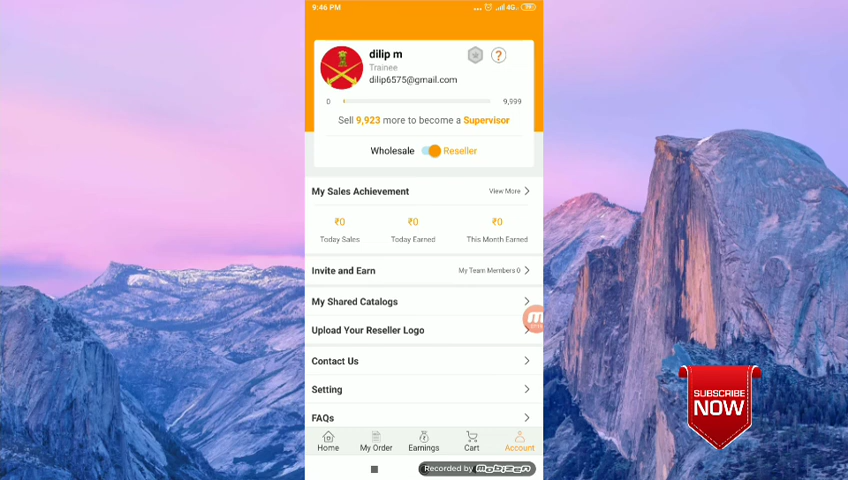 9:46 PM
4G
dilip m
Trainee
dilip6575@gmail.com
0
9,999
Sell 9,923 more to become a Supervisor
Wholesale
Reseller
My Sales Achievement
View More
₹0
₹0
₹0
Today Sales
Today Earned
This Month Earned
Invite and Earn
My Team Members 0
My Shared Catalogs
Upload Your Reseller Logo
Contact Us
Setting
FAQs
Home
My Order
Earnings
Cart
Account
Recorded by mobizen
SUBSCRIBE
NOW